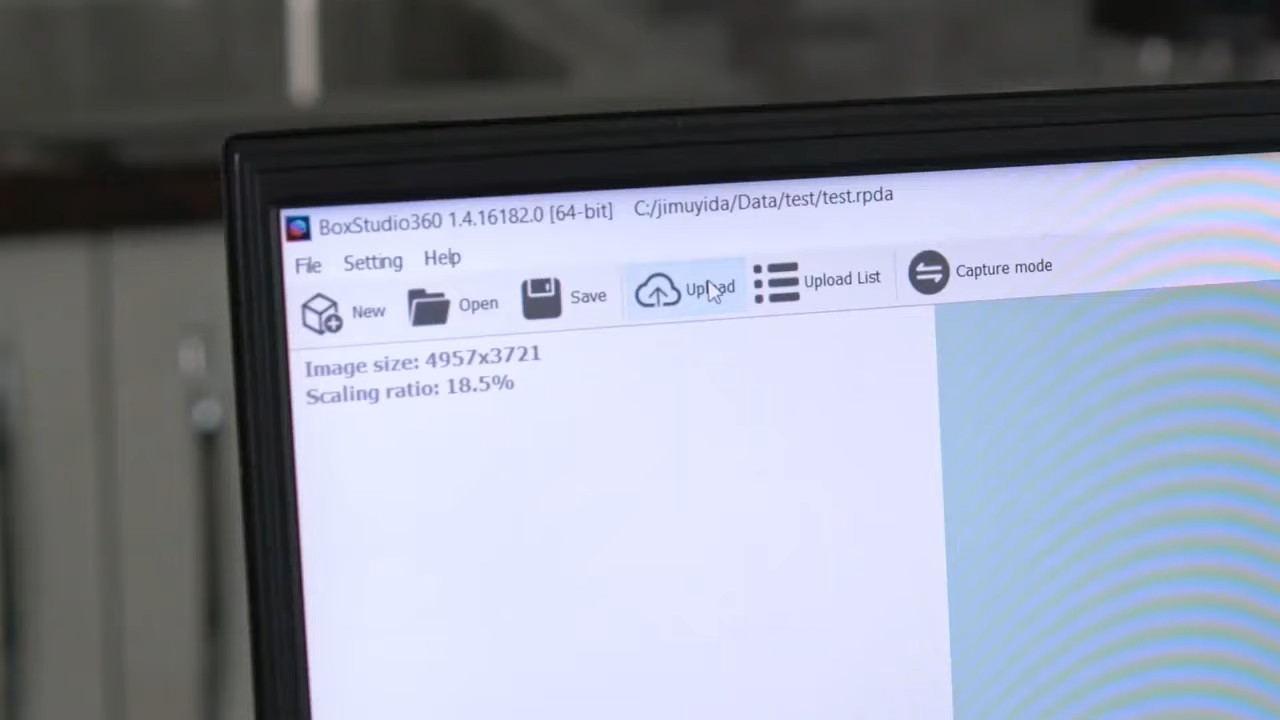 BoxStudio360 1.4.16182.0 [64-bit] C:/jimuyida/Data/test/test.rpda
File Setting Help
New Open Save Upload Upload List Capture mode
Image size: 4957x3721
Scaling ratio: 18.5%